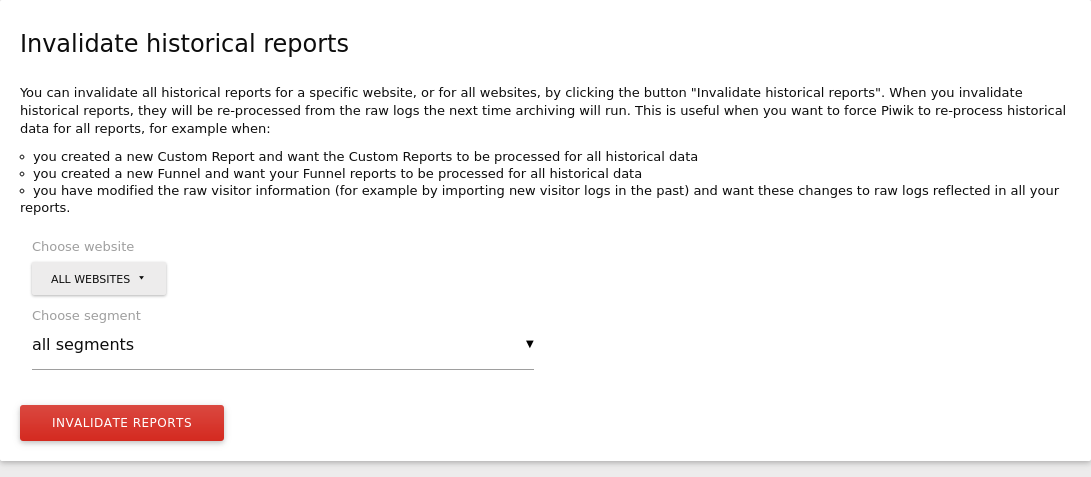 Invalidate historical reports
You can invalidate all historical reports for a specific website, or for all websites, by clicking the button "Invalidate historical reports". When you invalidate
historical reports, they will be re-processed from the raw logs the next time archiving will run. This is useful when you want to force Piwik to re-process historical
data for all reports, for example when:
you created a new Custom Report and want the Custom Reports to be processed for all historical data
you created a new Funnel and want your Funnel reports to be processed for all historical data
you have modified the raw visitor information (for example by importing new visitor logs in the past) and want these changes to raw logs reflected in all your
reports.
Choose website
ALL WEBSITES
Choose segment
all segments
INVALIDATE REPORTS